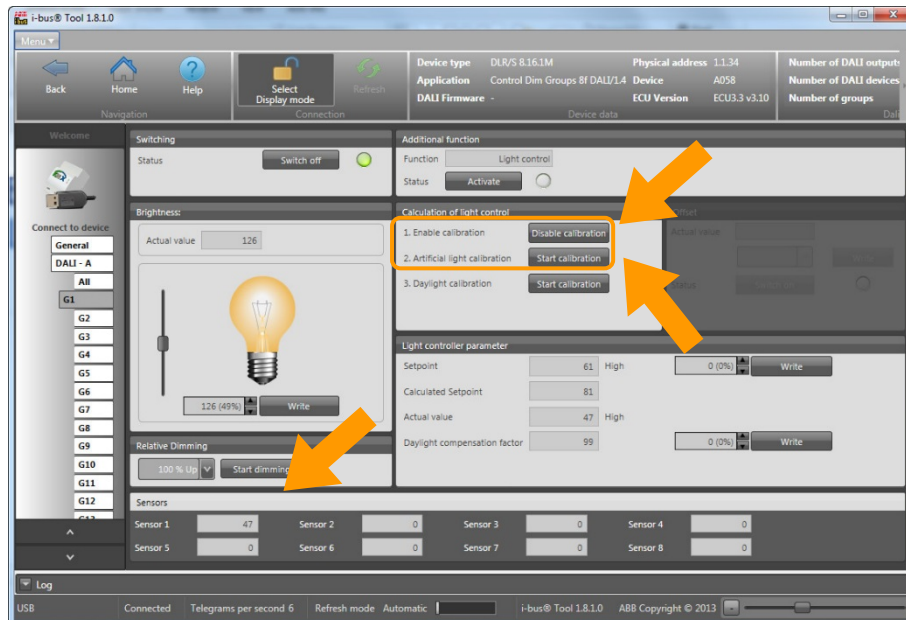 i-bus® Tool 1.8.1.0
Menu
Back
Home
Help
Select
Display mode
Refresh
Navigation
Connection
Device type DLR/S 8.16.1M Physical address 1.1.34 Number of DALI outputs
Application Control Dim Groups 8f DALI/1.4 Device A058 Number of DALI devices
DALI Firmware - ECU Version ECU3.3 v3.10 Number of groups
Device data
Dali
Welcome
Connect to device
General
DALI - A
All
G1
G2
G3
G4
G5
G6
G7
G8
G9
G10
G11
G12
Switching
Status Switch off
Additional function
Function Light control
Status Activate
Brightness:
Actual value 126
126 (49%) Write
Calculation of light control
1. Enable calibration Disable calibration
2. Artificial light calibration Start calibration
3. Daylight calibration Start calibration
Offset
Actual value
Write
Status
Light controller parameter
Setpoint 61 High 0 (0%) Write
Calculated Setpoint 81
Actual value 47 High
Daylight compensation factor 99 0 (0%) Write
Relative Dimming
100 % Up Start dimming
Sensors
Sensor 1 47 Sensor 2 0 Sensor 3 0 Sensor 4 0
Sensor 5 0 Sensor 6 0 Sensor 7 0 Sensor 8 0
Log
USB Connected Telegrams per second 6 Refresh mode Automatic i-bus® Tool 1.8.1.0 ABB Copyright © 2013